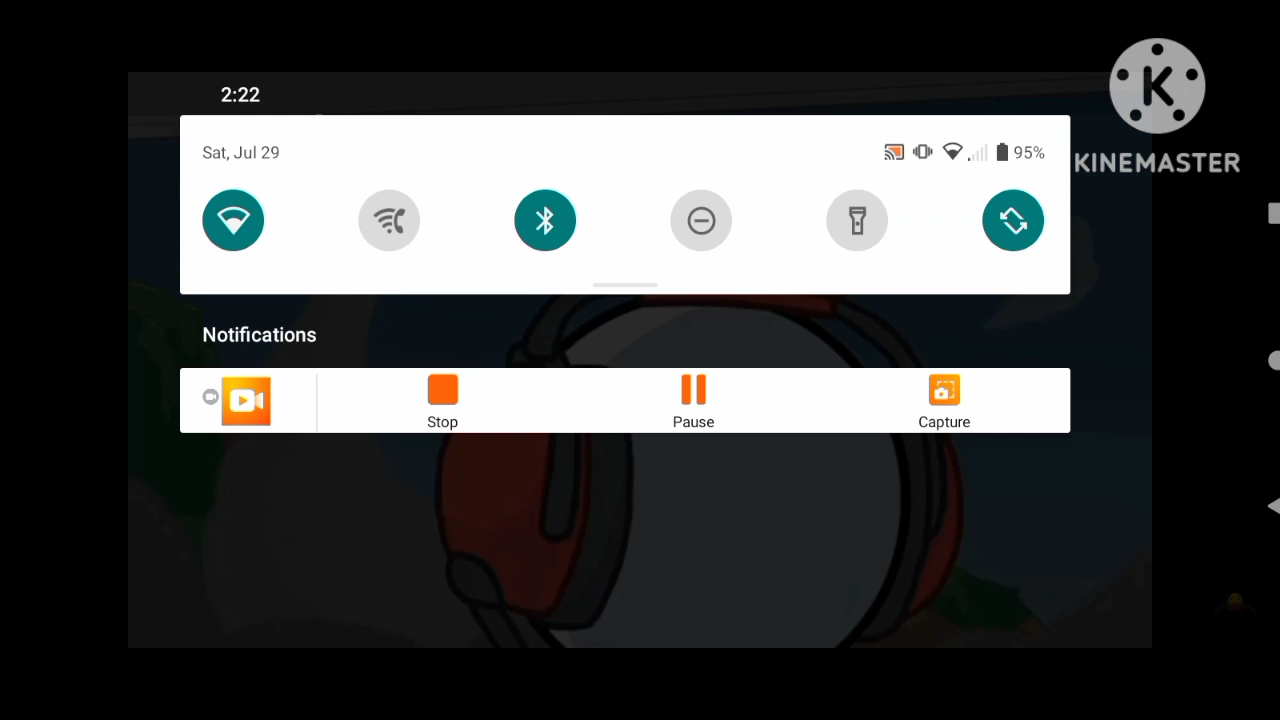 2:22
Sat, Jul 29
95%
K
KINEMASTER
Notifications
Stop
Pause
Capture